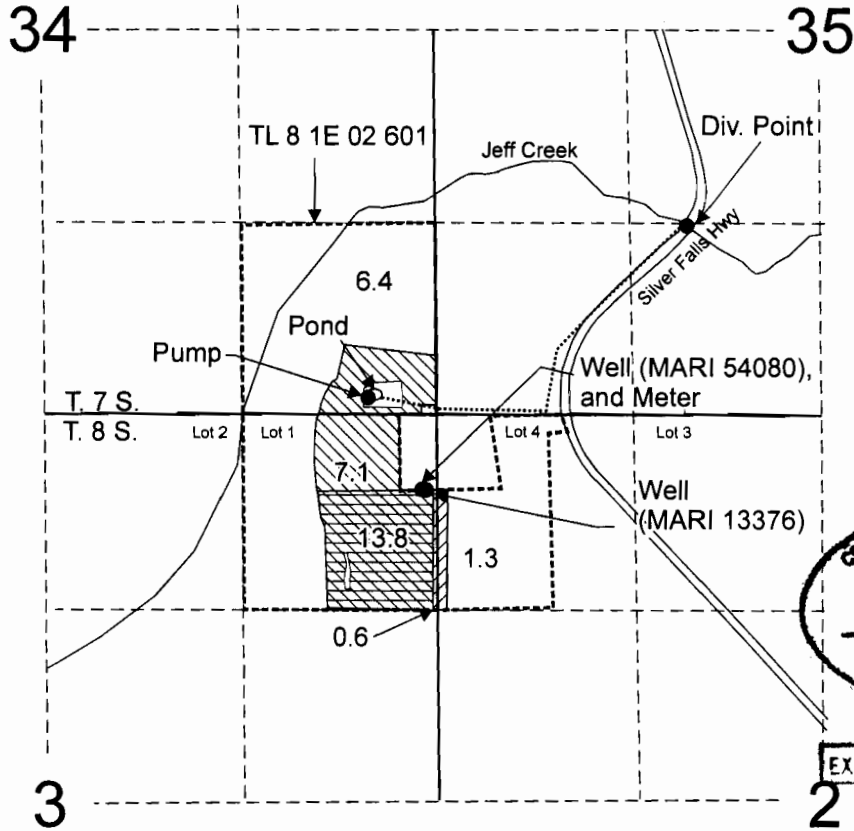 34
35
TL 8 1E 02 601
Jeff Creek
Div. Point
Silver Falls Hwy
6.4
Pond
Pump
Well (MARI 54080),
and Meter
T. 7 S.
T. 8 S.
Lot 2
Lot 1
Lot 4
Lot 3
7.1
Well
(MARI 13376)
13.8
1.3
0.6
EX
3
2